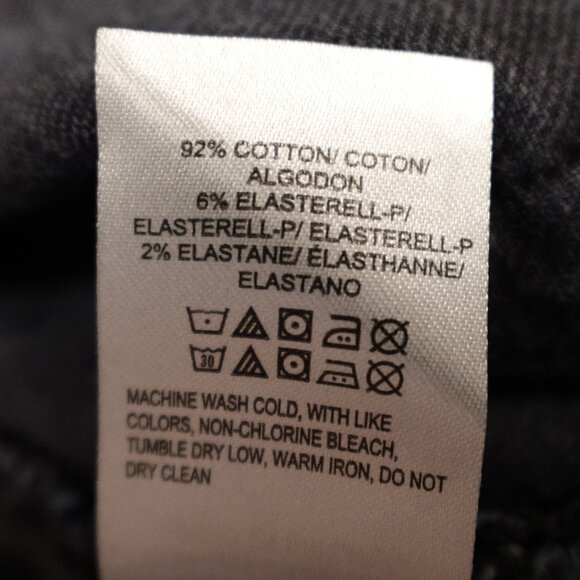 92% COTTON/ COTON/
ALGODON
6% ELASTERELL-P/
ELASTERELL-P/ ELASTERELL-P
2% ELASTANE/ ÉLASTHANNE/
ELASTANO
30
MACHINE WASH COLD, WITH LIKE
COLORS, NON-CHLORINE BLEACH,
TUMBLE DRY LOW, WARM IRON, DO NOT
DRY CLEAN